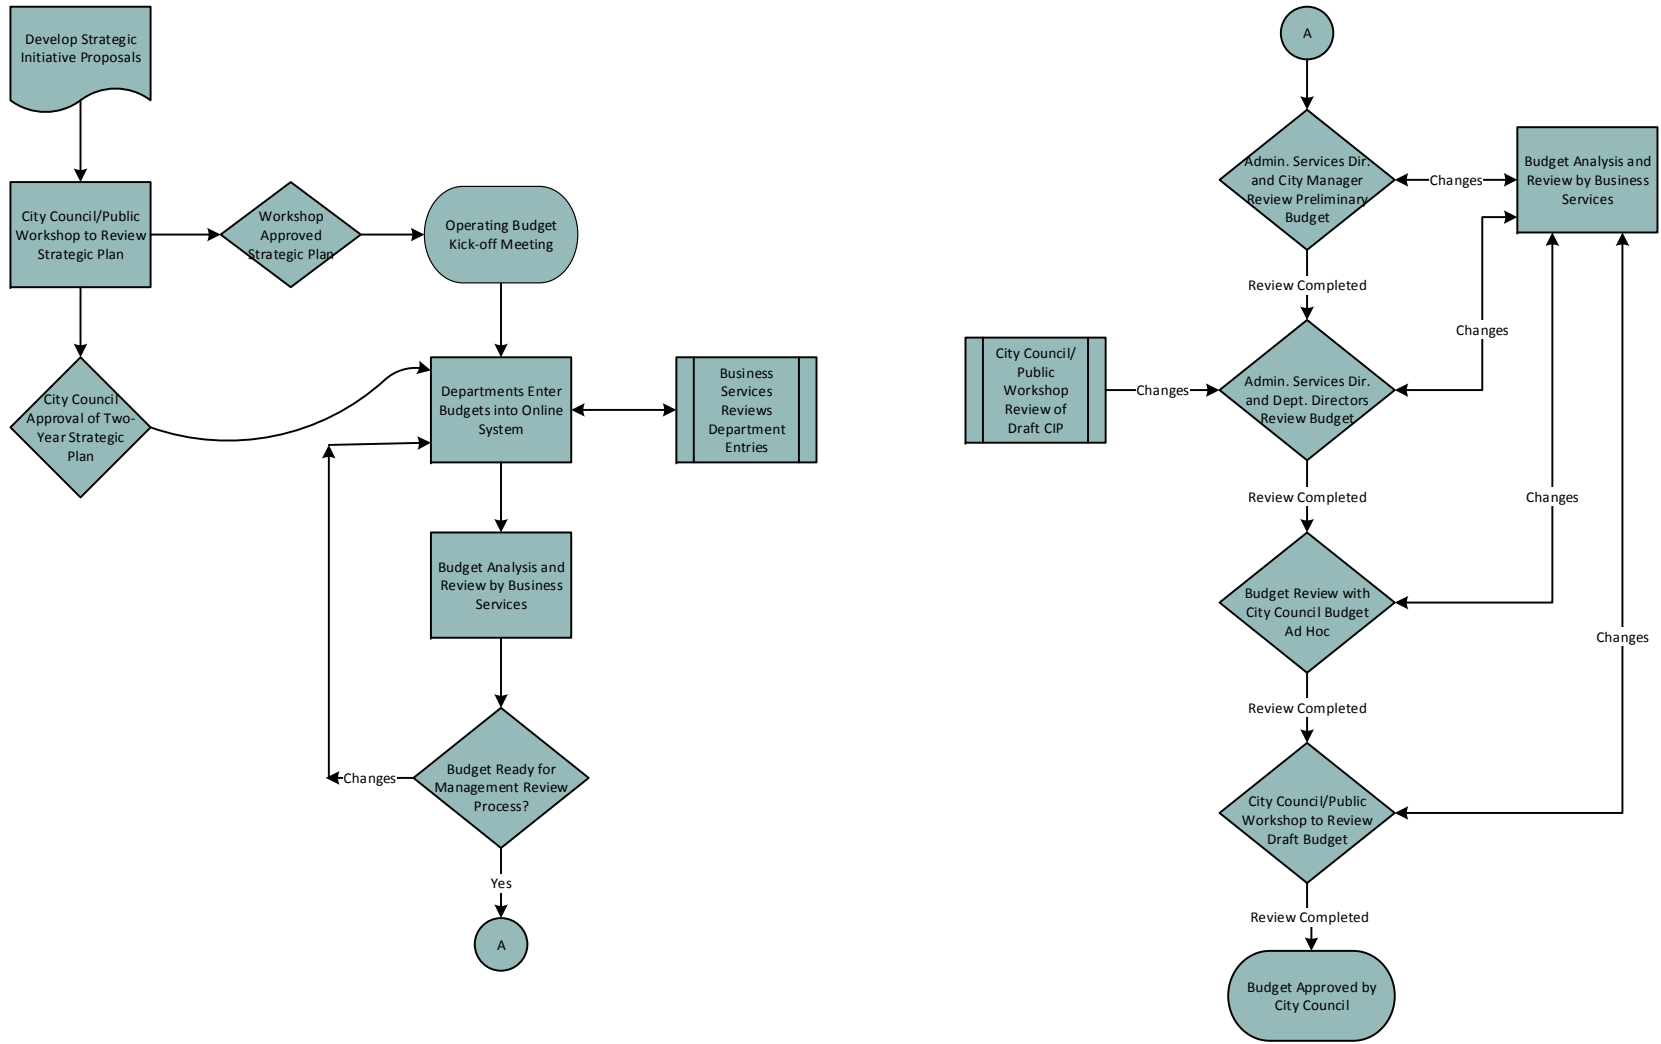 Develop Strategic
Initiative Proposals
City Council/Public
Workshop to Review
Strategic Plan
Workshop
Approved
Strategic Plan
Operating Budget
Kick-off Meeting
City Council
Approval of Two-
Year Strategic
Plan
Departments Enter
Budgets into Online
System
Business
Services
Reviews
Department
Entries
Budget Analysis and
Review by Business
Services
Budget Ready for
Management Review
Process?
Changes
Yes
A
A
Admin. Services Dir.
and City Manager
Review Preliminary
Budget
Changes
Budget Analysis and
Review by Business
Services
Review Completed
Changes
City Council/
Public
Workshop
Review of
Draft CIP
Changes
Admin. Services Dir.
and Dept. Directors
Review Budget
Review Completed
Changes
Budget Review with
City Council Budget
Ad Hoc
Changes
Review Completed
City Council/Public
Workshop to Review
Draft Budget
Review Completed
Budget Approved by
City Council